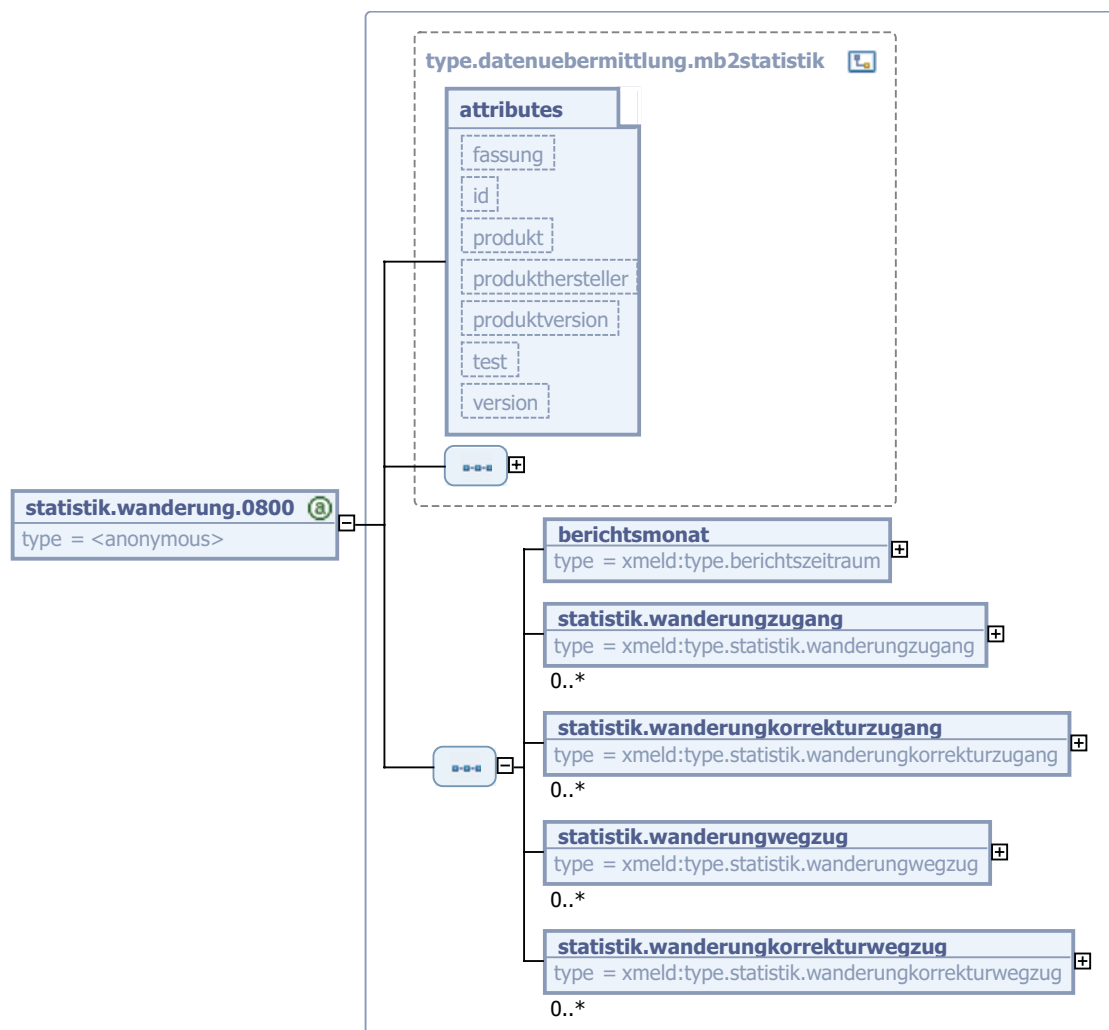 type.datenuebermittlung.mb2statistik
attributes
fassung
id
produkt
produkthersteller
produktversion
test
version
statistik.wanderung.0800 a
type = <anonymous>
berichtsmonat
type = xmeld:type.berichtszeitraum
statistik.wanderungzugang
type = xmeld:type.statistik.wanderungzugang
0..*
statistik.wanderungkorrekturzugang
type = xmeld:type.statistik.wanderungkorrekturzugang
0..*
statistik.wanderungwegzug
type = xmeld:type.statistik.wanderungwegzug
0..*
statistik.wanderungkorrekturwegzug
type = xmeld:type.statistik.wanderungkorrekturwegzug
0..*